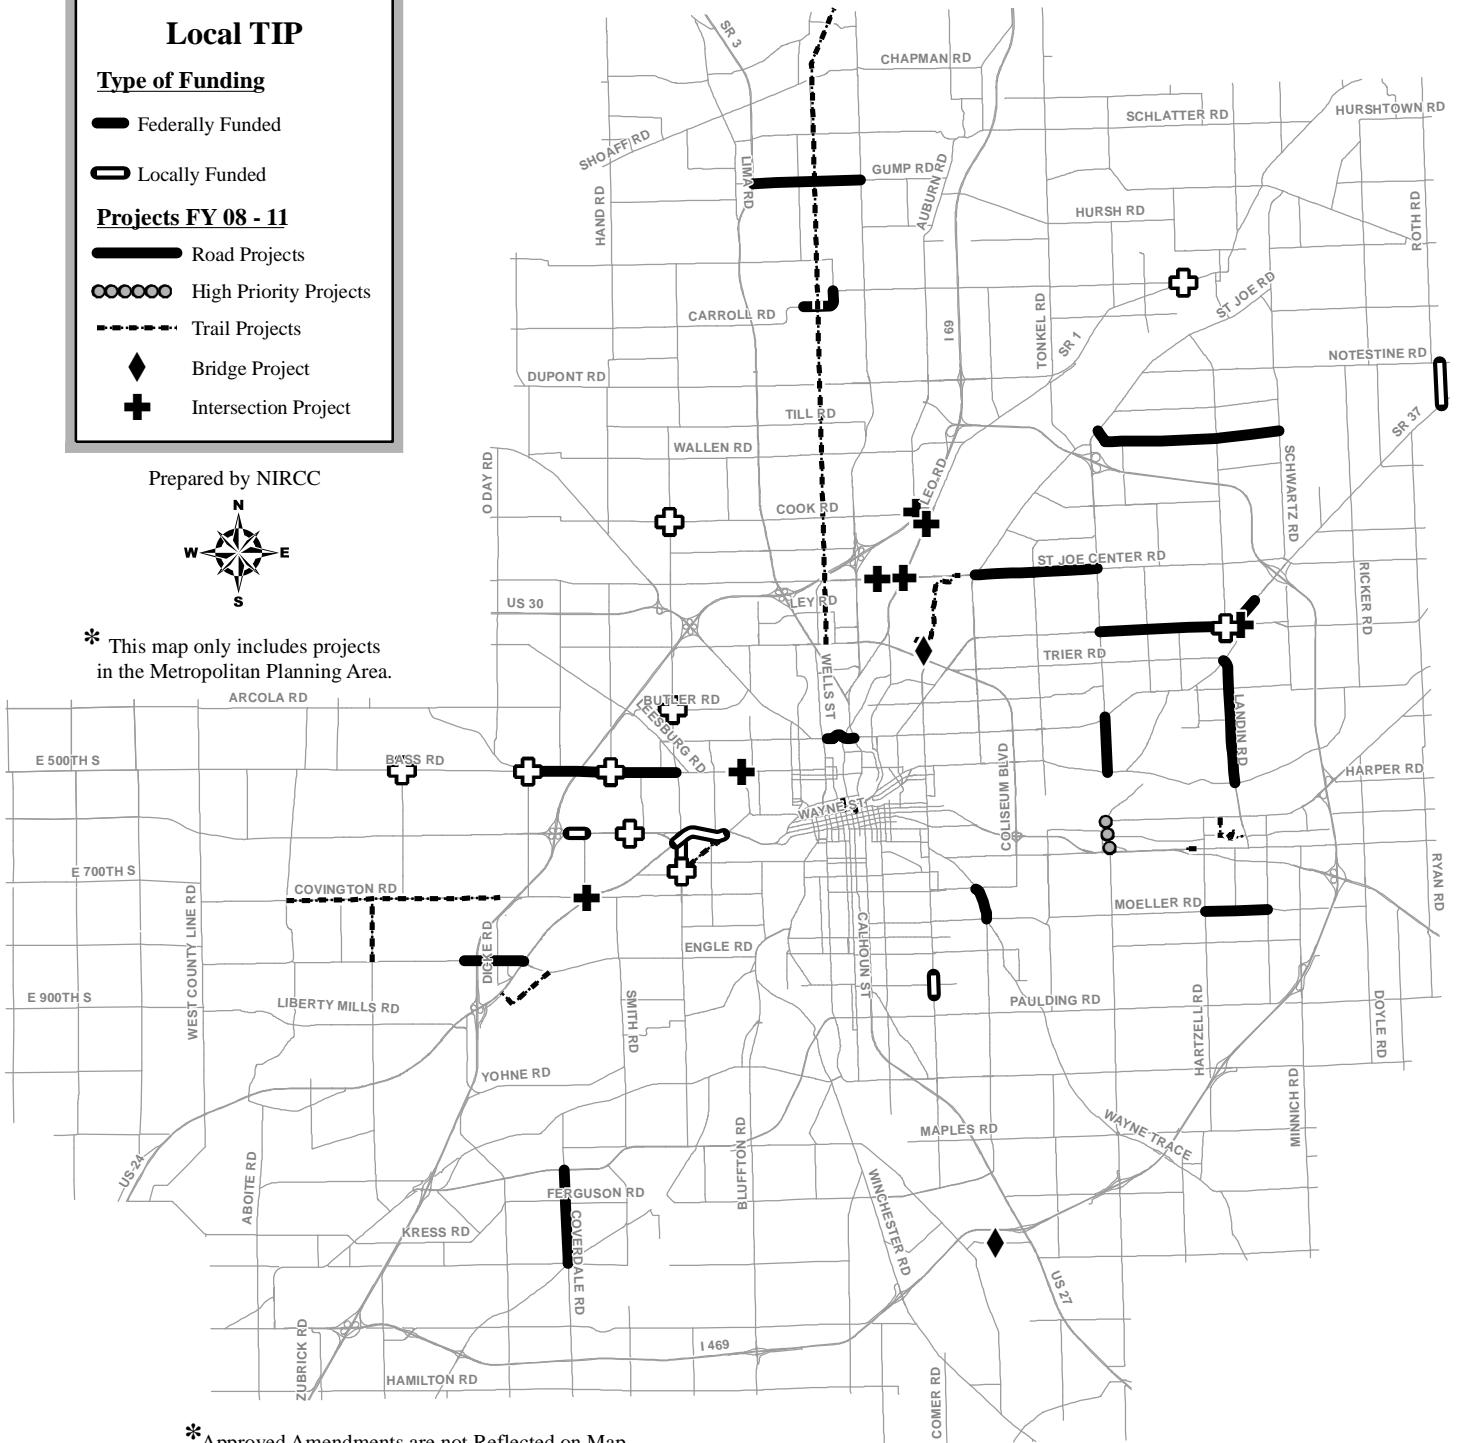 Local TIP
Type of Funding
Federally Funded
Locally Funded
Projects FY 08 - 11
Road Projects
High Priority Projects
Trail Projects
Bridge Project
Intersection Project
Prepared by NIRCC
N
W
E
S
* This map only includes projects
in the Metropolitan Planning Area.
SR 3
CHAPMAN RD
SCHLATTER RD
HURSHTOWN RD
SHOAFF RD
LIMA RD
GUMP RD
AUBURN RD
HAND RD
HURSH RD
ROTH RD
ST JOE RD
CARROLL RD
I 69
TONKEL RD
SR 1
NOTESTINE RD
DUPONT RD
TILL RD
SR 37
WALLEN RD
O DAY RD
LEO RD
SCHWARTZ RD
COOK RD
ST JOE CENTER RD
US 30
LEY RD
RICKER RD
TRIER RD
WELLS ST
ARCOLA RD
BUTLER RD
LEESBURG RD
LANDIN RD
E 500TH S
BASS RD
COLISEUM BLVD
HARPER RD
WAYNE ST
E 700TH S
COVINGTON RD
RYAN RD
MOELLER RD
WEST COUNTY LINE RD
DICKE RD
ENGLE RD
CALHOUN ST
E 900TH S
LIBERTY MILLS RD
SMITH RD
PAULDING RD
HARTZELL RD
DOYLE RD
YOHNE RD
MINNICH RD
MAPLES RD
WAYNE TRACE
US 24
ABOITE RD
BLUFFTON RD
WINCHESTER RD
FERGUSON RD
KRESS RD
COVERDALE RD
US 27
ZUBRICK RD
I 469
HAMILTON RD
COMER RD
*Approved Amendments are not Reflected on Map